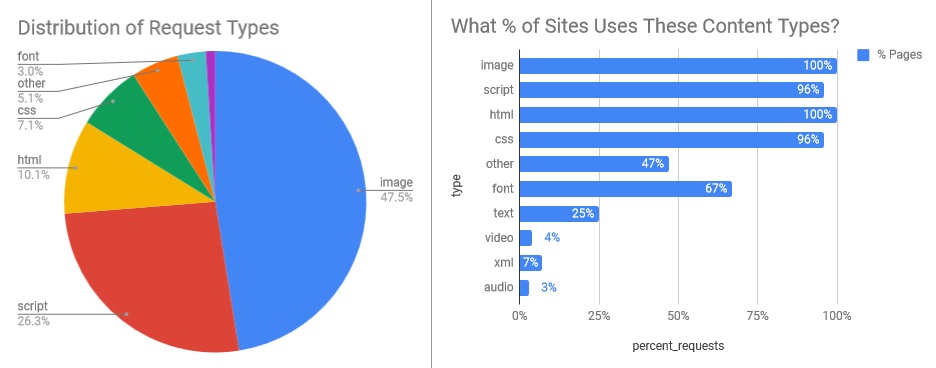 Distribution of Request Types
font
3.0%
other
5.1%
css
7.1%
html
10.1%
script
26.3%
image
47.5%
What % of Sites Uses These Content Types?
% Pages
type
image 100%
script 96%
html 100%
css 96%
other 47%
font 67%
text 25%
video 4%
xml 7%
audio 3%
0% 25% 50% 75% 100%
percent_requests